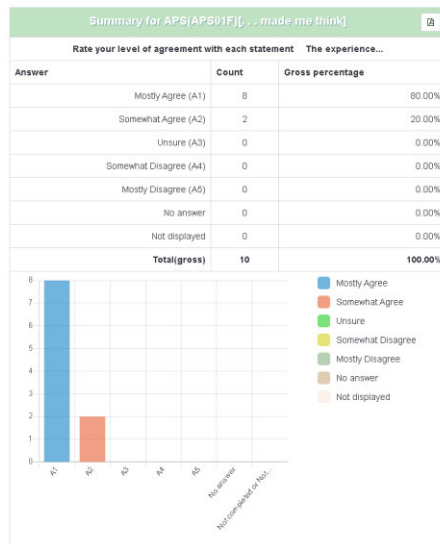 Summary for APS(APS01F)[. . . made me think]
Rate your level of agreement with each statement The experience...
Answer Count Gross percentage
Mostly Agree (A1) 8 80.00%
Somewhat Agree (A2) 2 20.00%
Unsure (A3) 0 0.00%
Somewhat Disagree (A4) 0 0.00%
Mostly Disagree (A5) 0 0.00%
No answer 0 0.00%
Not displayed 0 0.00%
Total(gross) 10 100.00%
8
7
6
5
4
3
2
1
0
A1
A2
A3
A4
A5
No answer
Not completed or Not...
Mostly Agree
Somewhat Agree
Unsure
Somewhat Disagree
Mostly Disagree
No answer
Not displayed